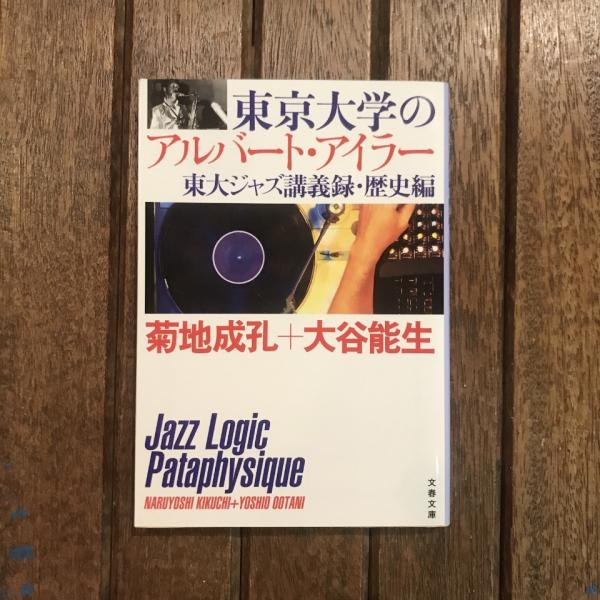 東京大学の
アルバート・アイラー
東大ジャズ講義録・歴史編
菊地成孔＋大谷能生
Jazz Logic
Pataphysique
NARUYOSHI KIKUCHI+YOSHIO OOTANI
文春文庫